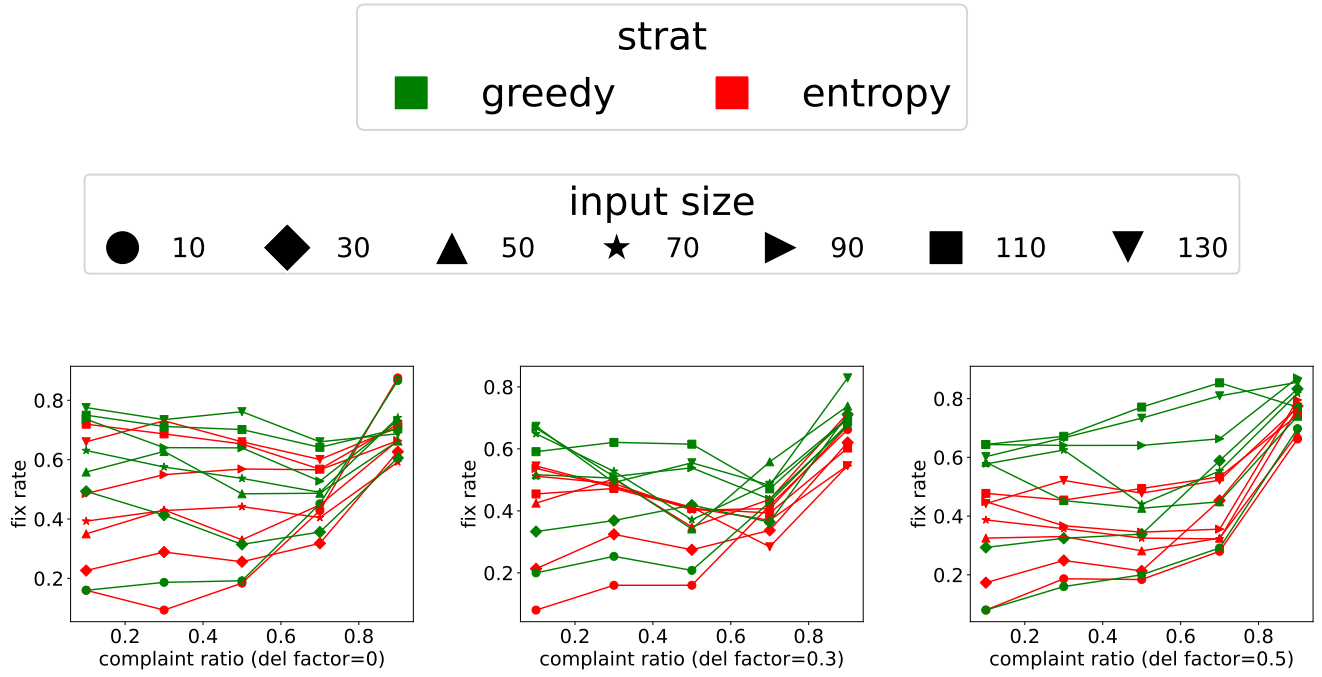 strat
greedy entropy
input size
10 30 50 70 90 110 130
fix rate
0.8
0.6
0.4
0.2
0.2 0.4 0.6 0.8
complaint ratio (del factor=0)
fix rate
0.8
0.6
0.4
0.2
0.2 0.4 0.6 0.8
complaint ratio (del factor=0.3)
fix rate
0.8
0.6
0.4
0.2
0.2 0.4 0.6 0.8
complaint ratio (del factor=0.5)